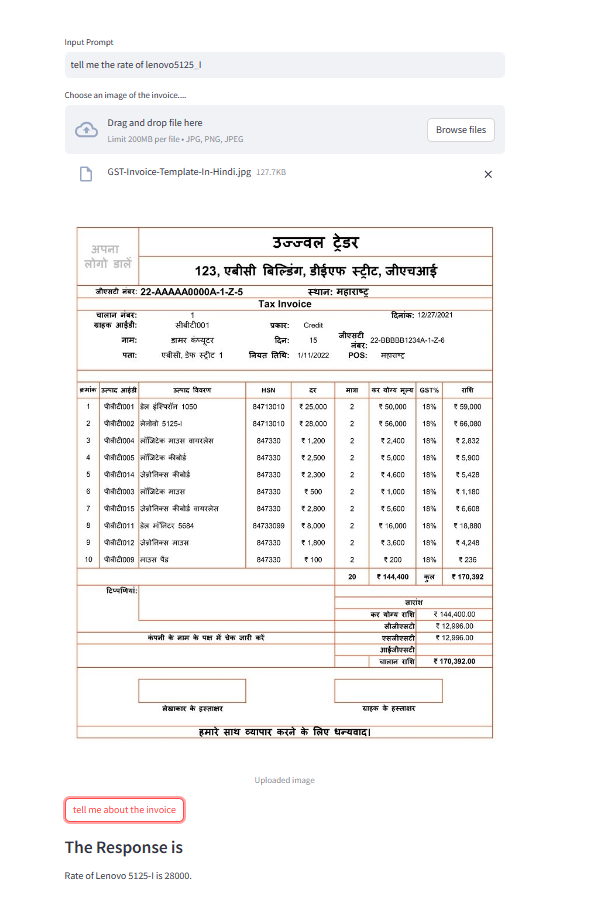 Input Prompt
tell me the rate of lenovo5125_I
Choose an image of the invoice....
Drag and drop file here
Limit 200MB per file • JPG, PNG, JPEG
Browse files
GST-Invoice-Template-In-Hindi.jpg 127.7KB
अपना
लोगो डालें
उज्ज्वल ट्रेडर
123, एबीसी बिल्डिंग, डीईएफ स्ट्रीट, जीएचआई
जीएसटी नंबर: 22-AAAAA0000A-1-Z-5 स्थान: महाराष्ट्र
Tax Invoice
चालान नंबर: 1 दिनांक: 12/27/2021
ग्राहक आईडी: सीबीटी001 प्रकार: Credit
नाम: डामर कंप्यूटर दिन: 15 जीएसटी नंबर: 22-BBBBB1234A-1-Z-6
पता: एबीसी, डेफ स्ट्रीट 1 नियत तिथि: 1/11/2022 POS: महाराष्ट्र
क्रमांक उत्पाद आईडी उत्पाद विवरण HSN दर मात्रा कर योग्य मूल्य GST% राशि
1 पीबीटी001 डेल इंस्पिरॉन 1050 84713010 ₹ 25,000 2 ₹ 50,000 18% ₹ 59,000
2 पीबीटी002 लेनोवो 5125-I 84713010 ₹ 28,000 2 ₹ 56,000 18% ₹ 66,080
3 पीबीटी004 लॉजिटेक माउस वायरलेस 847330 ₹ 1,200 2 ₹ 2,400 18% ₹ 2,832
4 पीबीटी005 लॉजिटेक कीबोर्ड 847330 ₹ 2,500 2 ₹ 5,000 18% ₹ 5,900
5 पीबीटी014 जेब्रोनिक्स कीबोर्ड 847330 ₹ 2,300 2 ₹ 4,600 18% ₹ 5,428
6 पीबीटी003 लॉजिटेक माउस 847330 ₹ 500 2 ₹ 1,000 18% ₹ 1,180
7 पीबीटी015 जेब्रोनिक्स कीबोर्ड वायरलेस 847330 ₹ 2,800 2 ₹ 5,600 18% ₹ 6,608
8 पीबीटी011 डेल मॉनिटर 5684 84733099 ₹ 8,000 2 ₹ 16,000 18% ₹ 18,880
9 पीबीटी012 जेब्रोनिक्स माउस 847330 ₹ 1,800 2 ₹ 3,600 18% ₹ 4,248
10 पीबीटी009 माउस पैड 847330 ₹ 100 2 ₹ 200 18% ₹ 236
20 ₹ 144,400 कुल ₹ 170,392
टिप्पणियां:
सारांश
कर योग्य राशि ₹ 144,400.00
सीजीएसटी ₹ 12,996.00
कंपनी के नाम के पक्ष में चेक जारी करें एसजीएसटी ₹ 12,996.00
आईजीएसटी
चालान राशि ₹ 170,392.00
लेखाकार के हस्ताक्षर ग्राहक के हस्ताक्षर
हमारे साथ व्यापार करने के लिए धन्यवाद।
Uploaded image
tell me about the invoice
The Response is
Rate of Lenovo 5125-I is 28000.